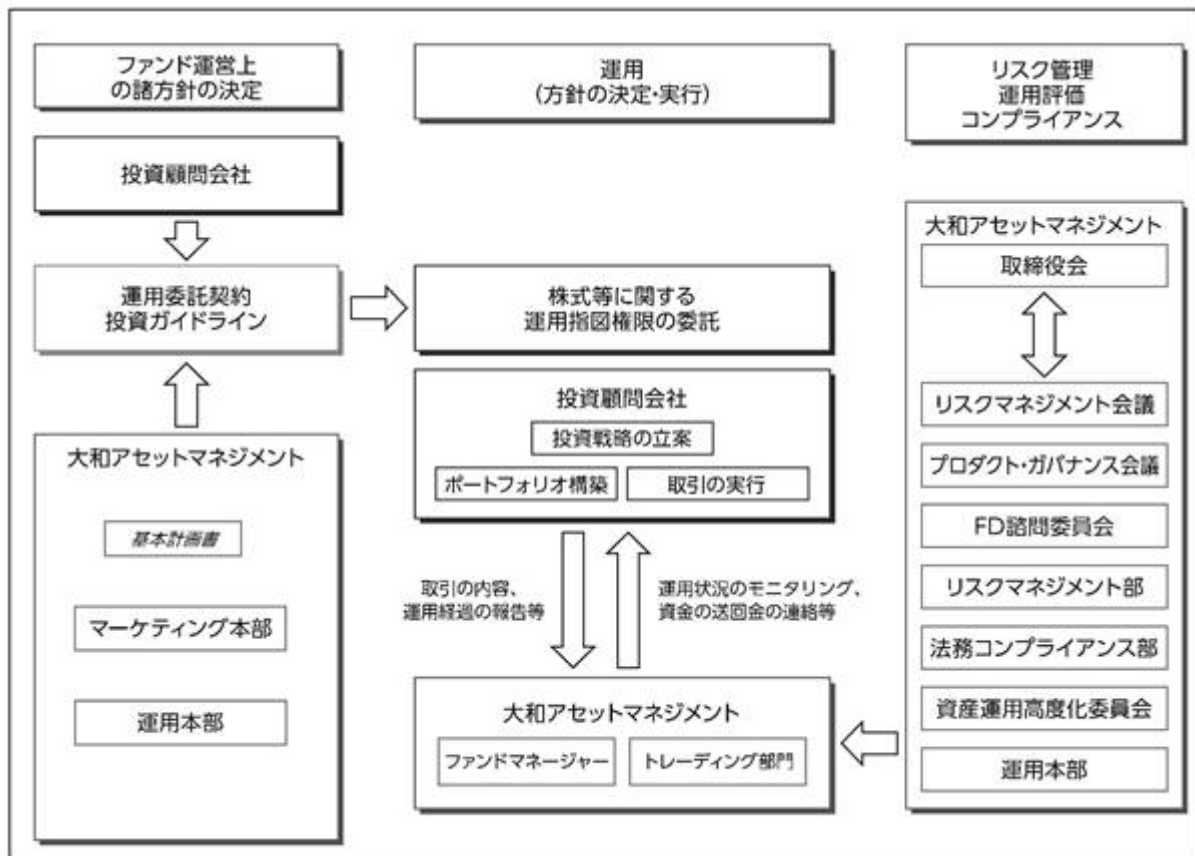 ファンド運営上
の諸方針の決定
投資顧問会社
運用委託契約
投資ガイドライン
大和アセットマネジメント
基本計画書
マーケティング本部
運用本部
運用
(方針の決定・実行)
株式等に関する
運用指図権限の委託
投資顧問会社
投資戦略の立案
ポートフォリオ構築
取引の実行
取引の内容、
運用経過の報告等
運用状況のモニタリング、
資金の送回金の連絡等
大和アセットマネジメント
ファンドマネージャー
トレーディング部門
リスク管理
運用評価
コンプライアンス
大和アセットマネジメント
取締役会
リスクマネジメント会議
プロダクト・ガバナンス会議
FD諮問委員会
リスクマネジメント部
法務コンプライアンス部
資産運用高度化委員会
運用本部